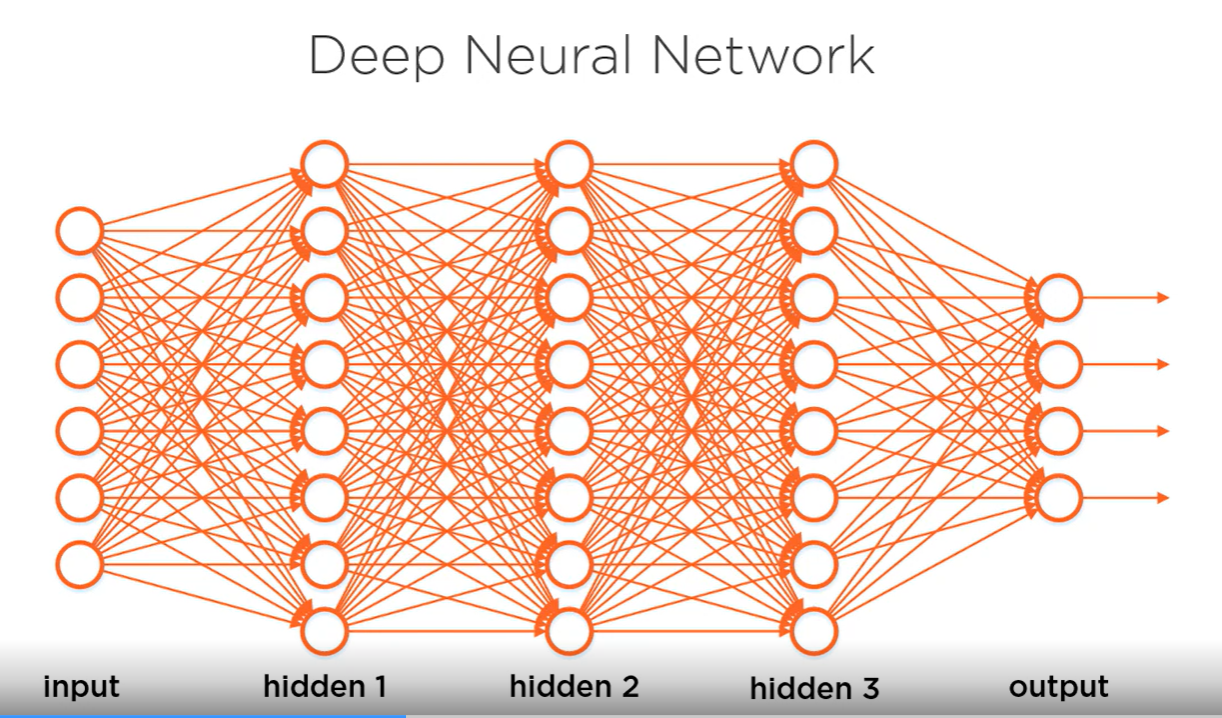 Deep Neural Network
input hidden 1 hidden 2 hidden 3 output